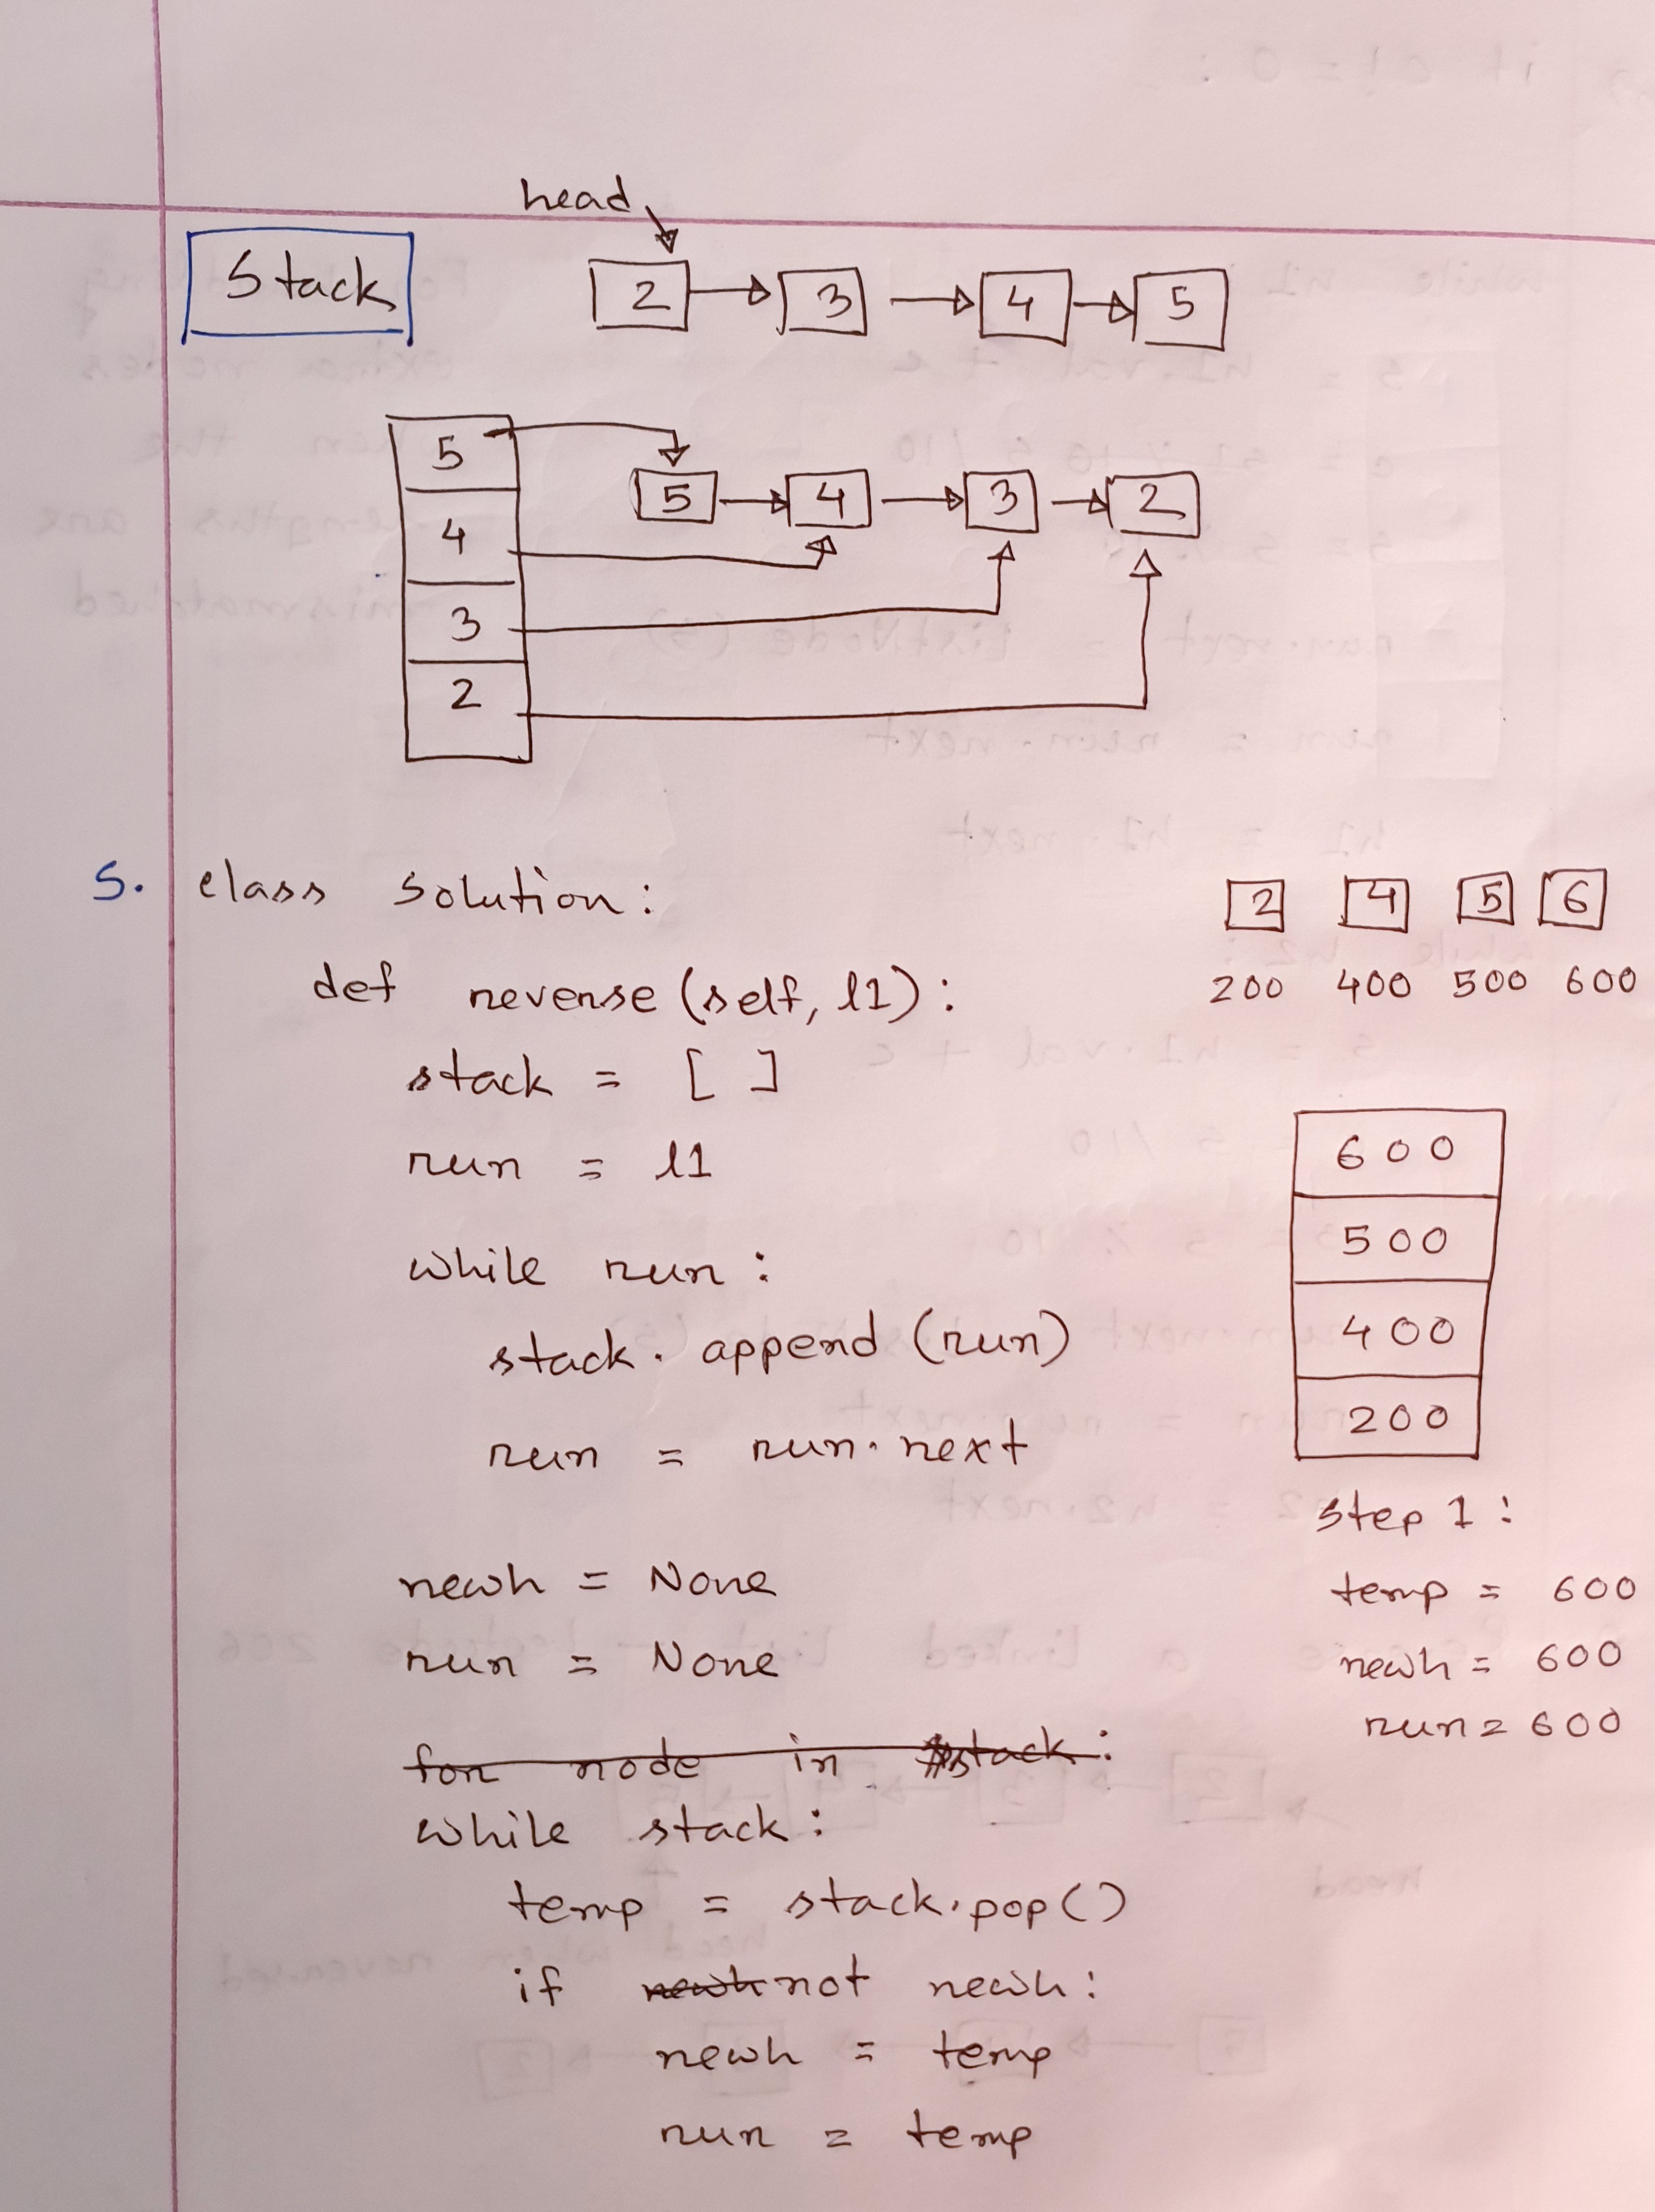 head
Stack
2 3 4 5
5
4
3
2
5 4 3 2
S. class Solution:
def reverse (self, l1):
stack = [ ]
run = l1
while run:
stack. append (run)
run = run. next
newh = None
run = None
for node in stack:
while stack:
temp = stack.pop()
if newh not newh:
newh = temp
run = temp
2 4 5 6
200 400 500 600
600
500
400
200
Step 1:
temp = 600
newh = 600
run = 600